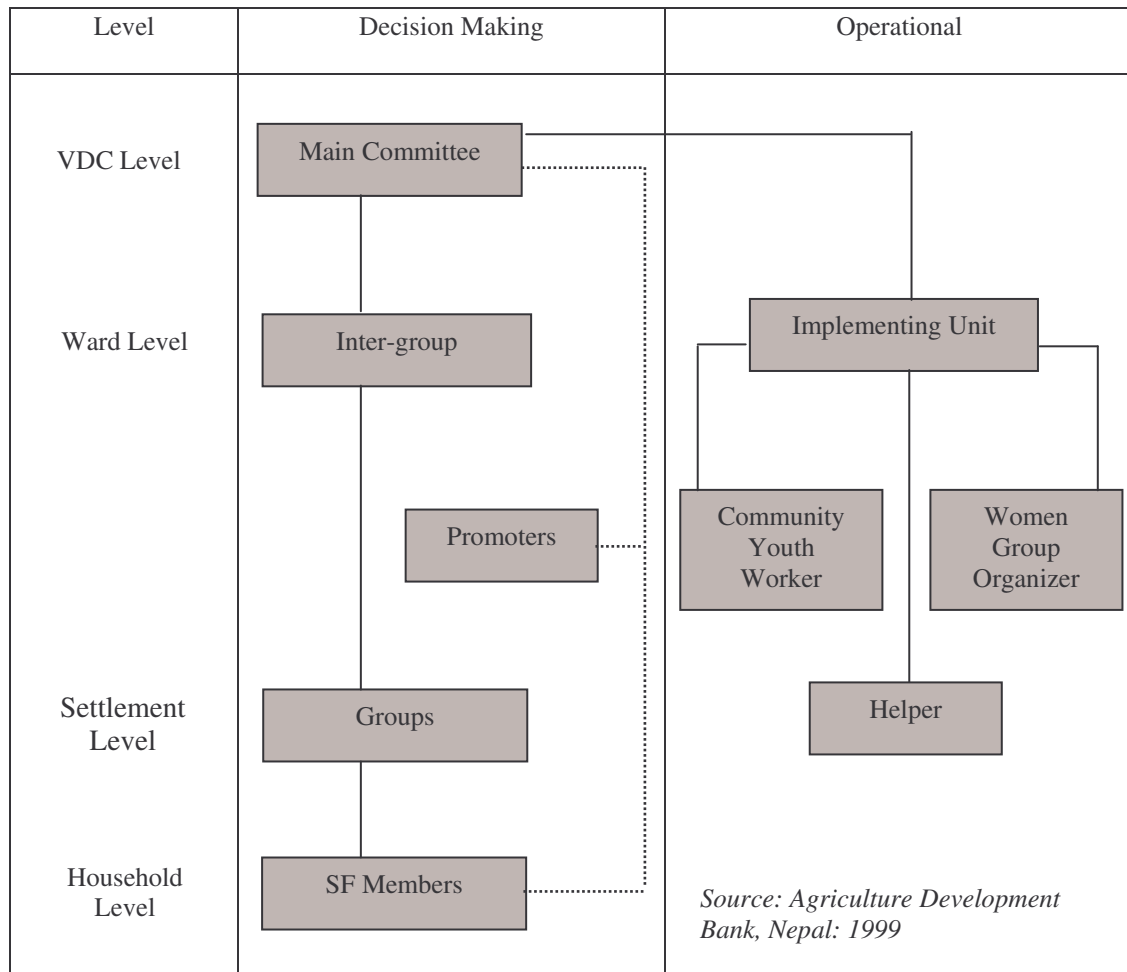 Level
Decision Making
Operational
VDC Level
Main Committee
Ward Level
Inter-group
Implementing Unit
Promoters
Community
Youth
Worker
Women
Group
Organizer
Settlement
Level
Groups
Helper
Household
Level
SF Members
Source: Agriculture Development
Bank, Nepal: 1999